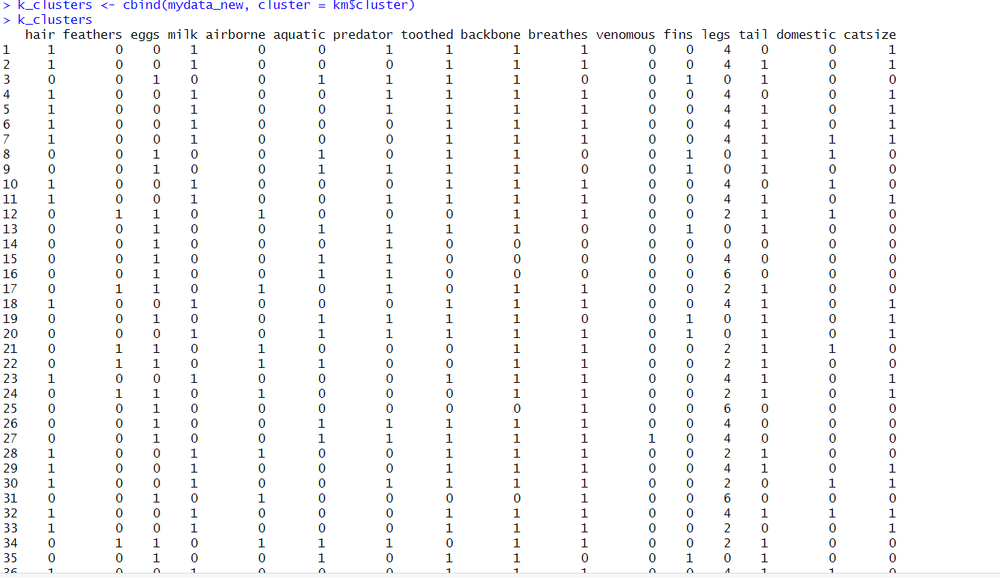 > k_clusters <- cbind(mydata_new, cluster = km$cluster)
> k_clusters
hair feathers eggs milk airborne aquatic predator toothed backbone breathes venomous fins legs tail domestic catsize
1 1 0 0 1 0 0 1 1 1 1 0 0 4 0 0 1
2 1 0 0 1 0 0 0 1 1 1 0 0 4 1 0 1
3 0 0 1 0 0 1 1 1 1 0 0 1 0 1 0 0
4 1 0 0 1 0 0 1 1 1 1 0 0 4 0 0 1
5 1 0 0 1 0 0 1 1 1 1 0 0 4 1 0 1
6 1 0 0 1 0 0 0 1 1 1 0 0 4 1 0 1
7 1 0 0 1 0 0 0 1 1 1 0 0 4 1 1 1
8 0 0 1 0 0 1 0 1 1 0 0 1 0 1 1 0
9 0 0 1 0 0 1 1 1 1 0 0 1 0 1 0 0
10 1 0 0 1 0 0 0 1 1 1 0 0 4 0 1 0
11 1 0 0 1 0 0 1 1 1 1 0 0 4 1 0 1
12 0 1 1 0 1 0 0 0 1 1 0 0 2 1 1 0
13 0 0 1 0 0 1 1 1 1 0 0 1 0 1 0 0
14 0 0 1 0 0 0 1 0 0 0 0 0 0 0 0 0
15 0 0 1 0 0 1 1 0 0 0 0 0 4 0 0 0
16 0 0 1 0 0 1 1 0 0 0 0 0 6 0 0 0
17 0 1 1 0 1 0 1 0 1 1 0 0 2 1 0 0
18 1 0 0 1 0 0 0 1 1 1 0 0 4 1 0 1
19 0 0 1 0 0 1 1 1 1 0 0 1 0 1 0 1
20 0 0 0 1 0 1 1 1 1 1 0 1 0 1 0 1
21 0 1 1 0 1 0 0 0 1 1 0 0 2 1 1 0
22 0 1 1 0 1 1 0 0 1 1 0 0 2 1 0 0
23 1 0 0 1 0 0 0 1 1 1 0 0 4 1 0 1
24 0 1 1 0 1 0 0 0 1 1 0 0 2 1 0 1
25 0 0 1 0 0 0 0 0 0 1 0 0 6 0 0 0
26 0 0 1 0 0 1 1 1 1 1 0 0 4 0 0 0
27 0 0 1 0 0 1 1 1 1 1 1 0 4 0 0 0
28 1 0 0 1 1 0 0 1 1 1 0 0 2 1 0 0
29 1 0 0 1 0 0 0 1 1 1 0 0 4 1 0 1
30 1 0 0 1 0 0 1 1 1 1 0 0 2 0 1 1
31 0 0 1 0 1 0 0 0 0 1 0 0 6 0 0 0
32 1 0 0 1 0 0 0 1 1 1 0 0 4 1 1 1
33 1 0 0 1 0 0 0 1 1 1 0 0 2 0 0 1
34 0 1 1 0 1 1 1 0 1 1 0 0 2 1 0 0
35 0 0 1 0 0 1 0 1 1 0 0 1 0 1 0 0
36 1 0 0 1 0 0 0 1 1 1 0 0 4 1 1 0